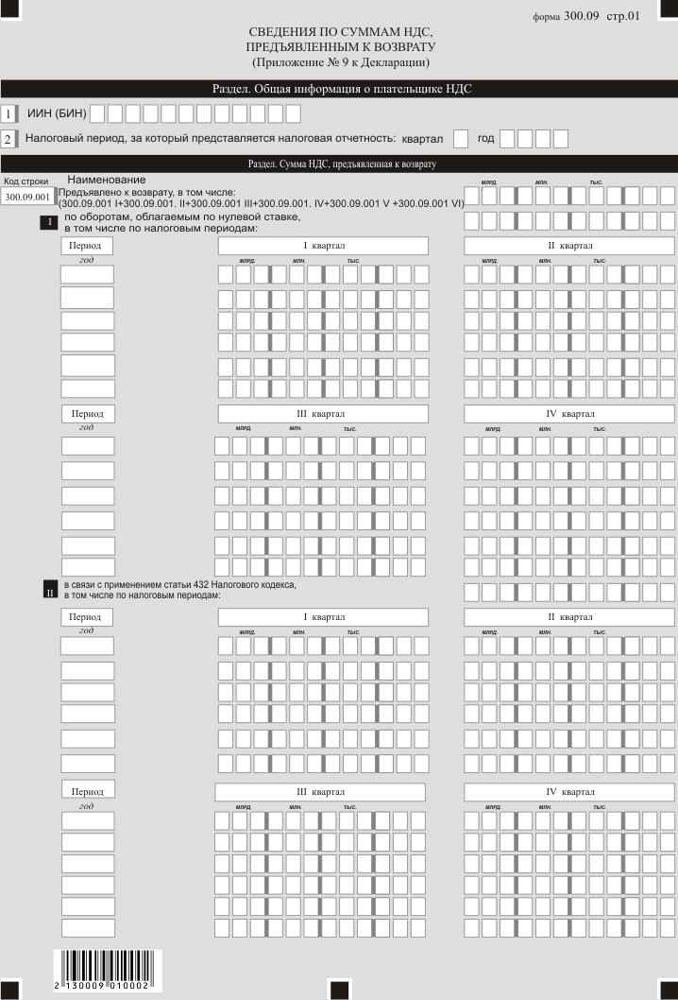 форма 300.09 стр.01
СВЕДЕНИЯ ПО СУММАМ НДС,
ПРЕДЪЯВЛЕННЫМ К ВОЗВРАТУ
(Приложение № 9 к Декларации)
Раздел. Общая информация о плательщике НДС
1 ИИН (БИН)
2 Налоговый период, за который представляется налоговая отчетность: квартал год
Раздел. Сумма НДС, предъявленная к возврату
Код строки Наименование
МЛРД. МЛН. ТЫС.
300.09.001 Предъявлено к возврату, в том числе:
(300.09.001 I+300.09.001. II+300.09.001 III+300.09.001. IV+300.09.001 V +300.09.001 VI)
I по оборотам, облагаемым по нулевой ставке,
в том числе по налоговым периодам:
Период I квартал II квартал
год МЛРД. МЛН. ТЫС. МЛРД. МЛН. ТЫС.
Период III квартал IV квартал
год МЛРД. МЛН. ТЫС. МЛРД. МЛН. ТЫС.
II в связи с применением статьи 432 Налогового кодекса,
в том числе по налоговым периодам:
Период I квартал II квартал
год МЛРД. МЛН. ТЫС. МЛРД. МЛН. ТЫС.
Период III квартал IV квартал
год МЛРД. МЛН. ТЫС. МЛРД. МЛН. ТЫС.
2 130009 010002